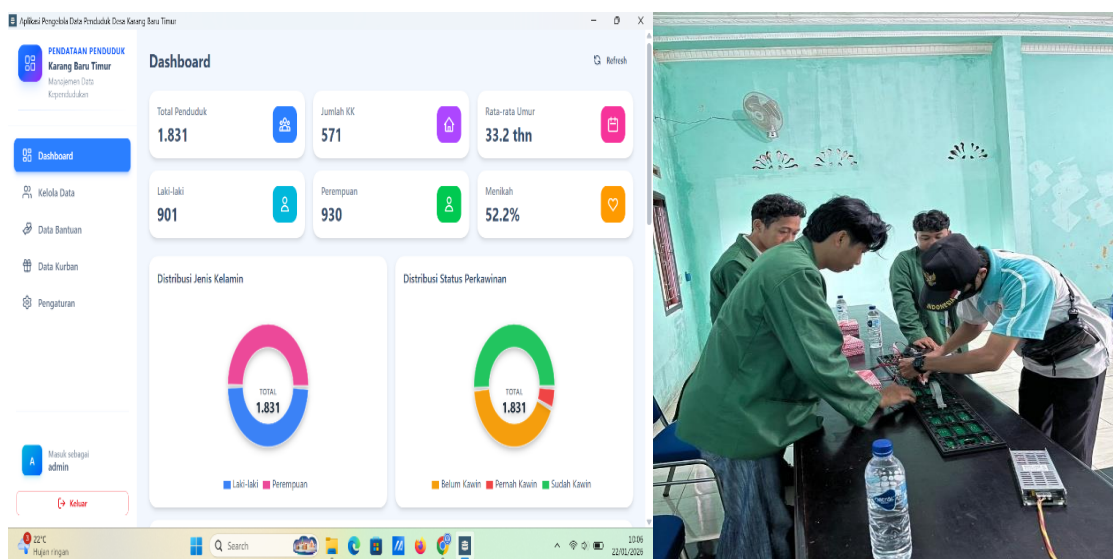 Aplikasi Pengelola Data Penduduk Desa Karang Baru Timur
PENDATAAN PENDUDUK
Karang Baru Timur
Manajemen Data
Kependudukan
Dashboard
Kelola Data
Data Bantuan
Data Kurban
Pengaturan
Masuk sebagai
A
admin
Keluar
Dashboard
Refresh
Total Penduduk
1.831
Jumlah KK
571
Rata-rata Umur
33.2 thn
Laki-laki
901
Perempuan
930
Menikah
52.2%
Distribusi Jenis Kelamin
TOTAL
1.831
Laki-laki Perempuan
Distribusi Status Perkawinan
TOTAL
1.831
Belum Kawin Pernah Kawin Sudah Kawin
22°C
Hujan ringan
Search
10:06
22/01/2026
INDONESIA